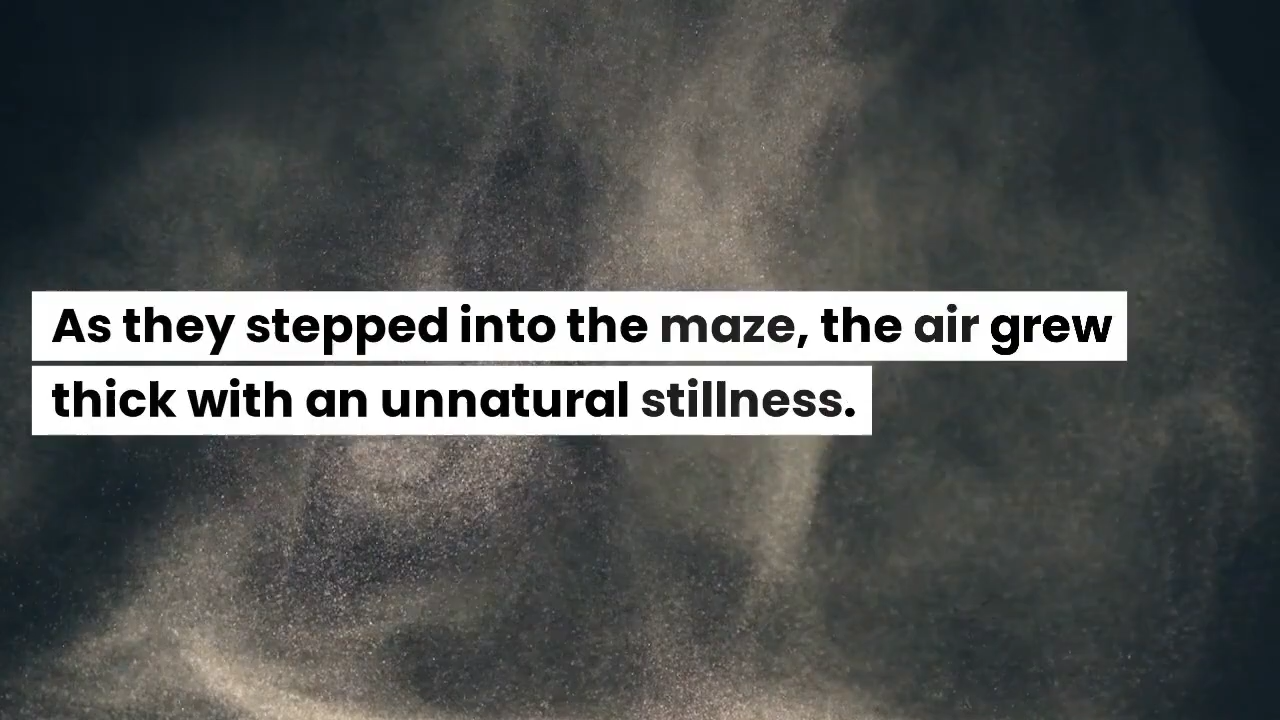 As they stepped into the maze, the air grew
thick with an unnatural stillness.